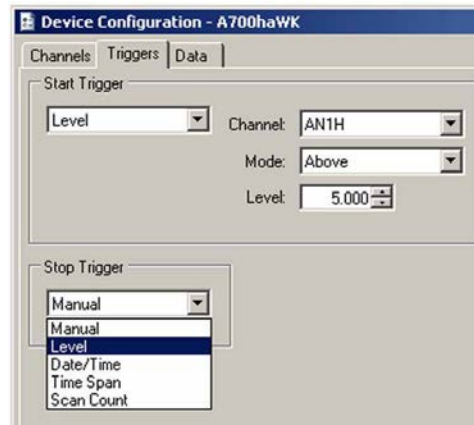 Device Configuration - A700haWK
Channels Triggers Data
Start Trigger
Level
Channel: AN1H
Mode: Above
Level: 5.000
Stop Trigger
Manual
Manual
Level
Date/Time
Time Span
Scan Count